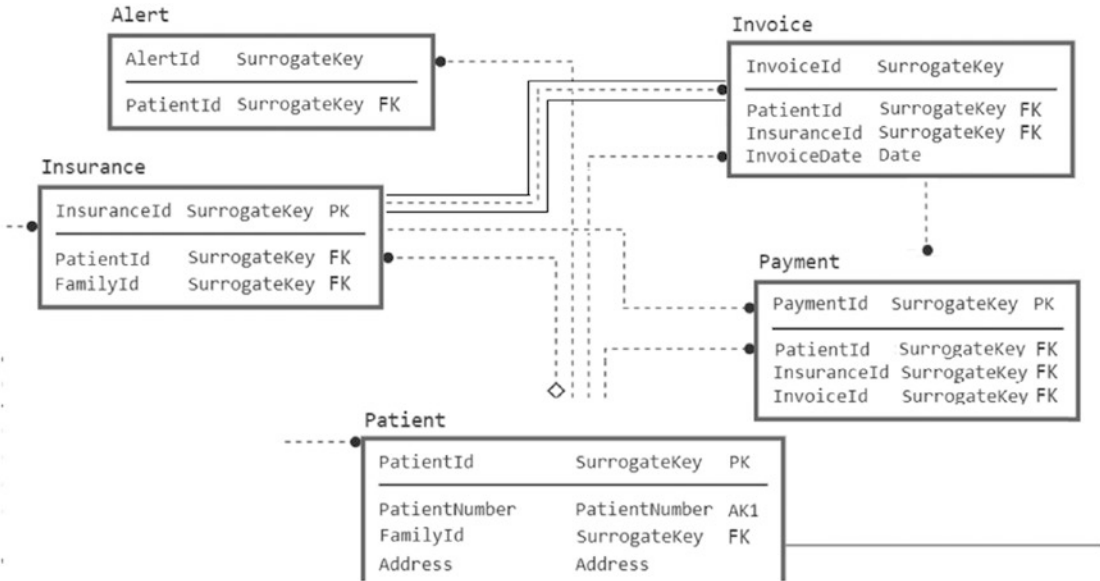 Alert
AlertId SurrogateKey
PatientId SurrogateKey FK
Invoice
InvoiceId SurrogateKey
PatientId SurrogateKey FK
InsuranceId SurrogateKey FK
InvoiceDate Date
Insurance
InsuranceId SurrogateKey PK
PatientId SurrogateKey FK
FamilyId SurrogateKey FK
Payment
PaymentId SurrogateKey PK
PatientId SurrogateKey FK
InsuranceId SurrogateKey FK
InvoiceId SurrogateKey FK
Patient
PatientId SurrogateKey PK
PatientNumber PatientNumber AK1
FamilyId SurrogateKey FK
Address Address